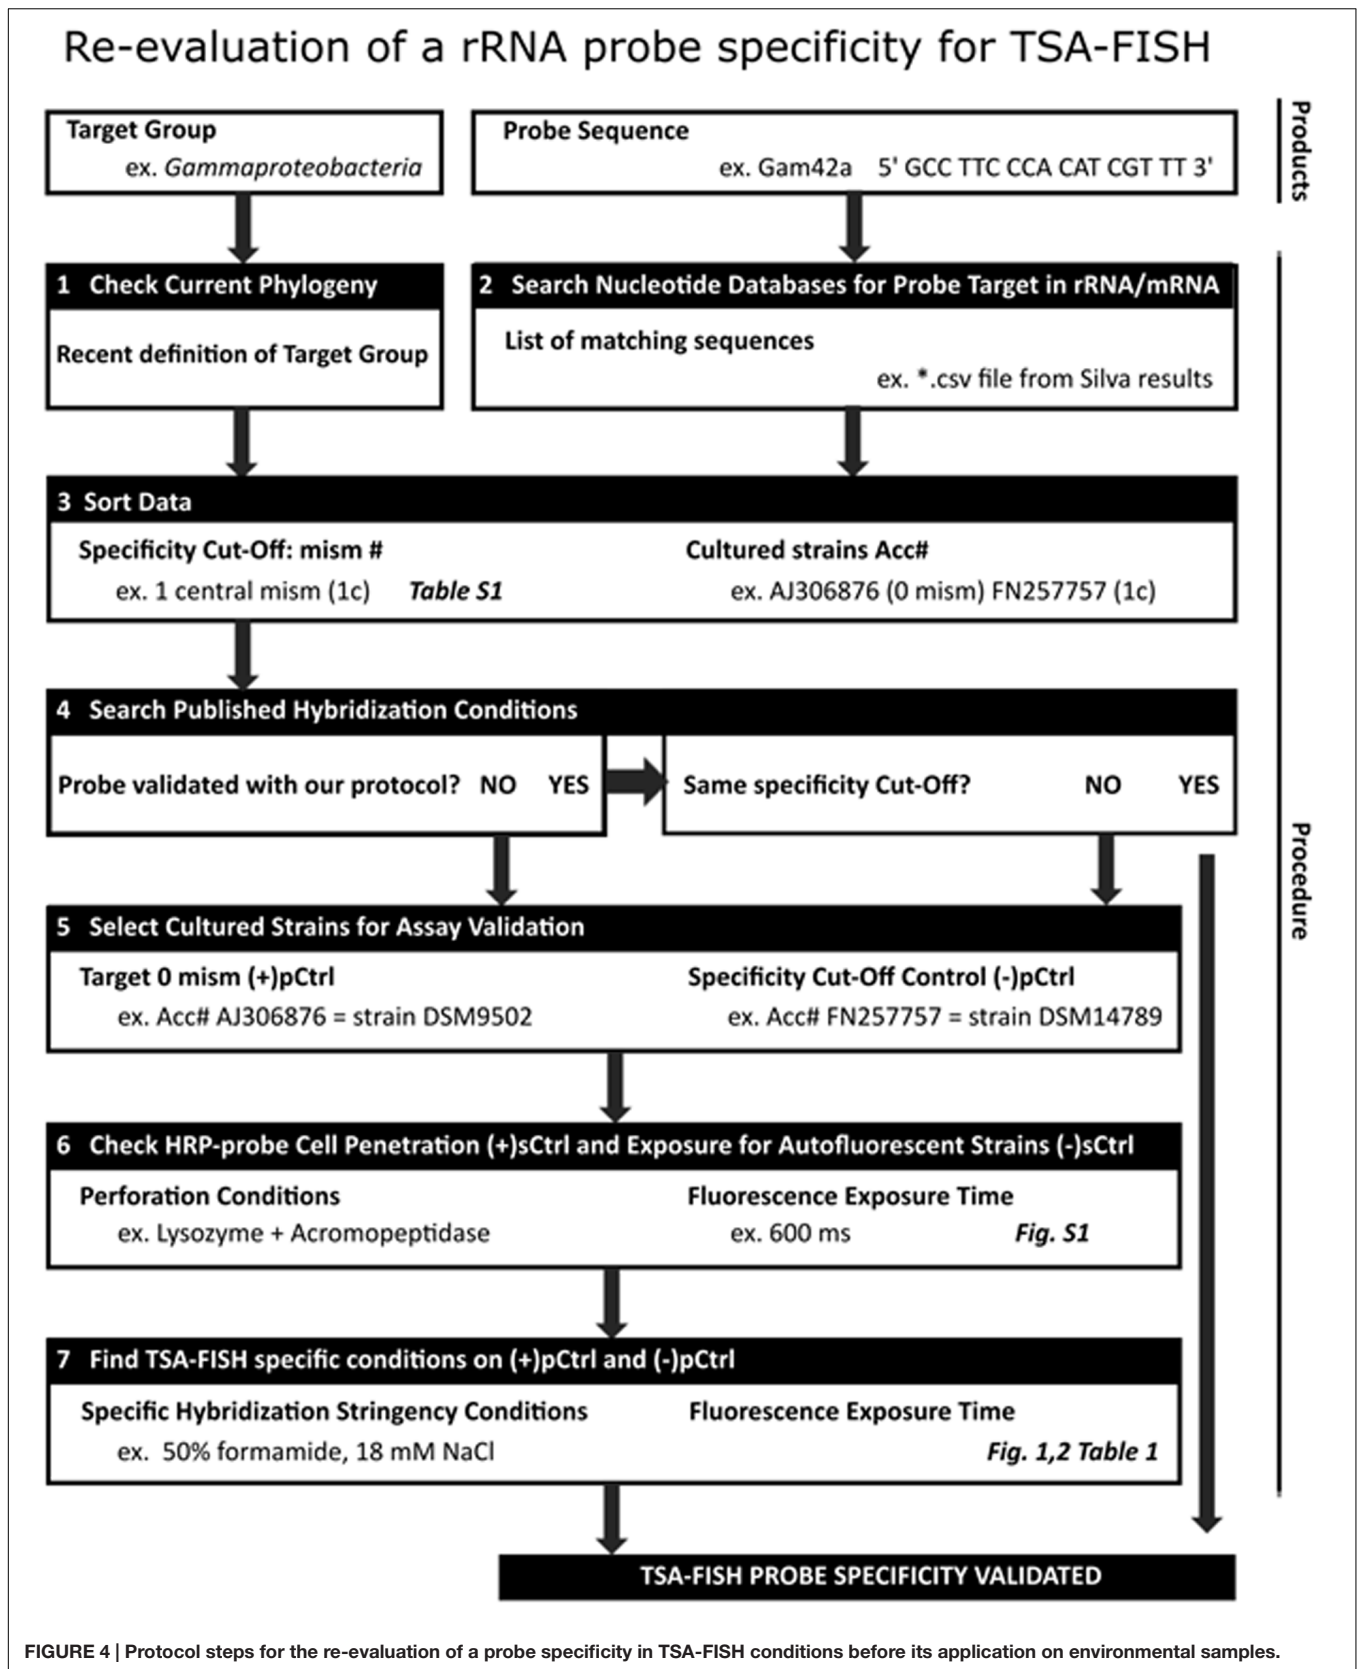 Re-evaluation of a rRNA probe specificity for TSA-FISH
Target Group
ex. Gammaproteobacteria
Probe Sequence
ex. Gam42a 5' GCC TTC CCA CAT CGT TT 3'
Products
1 Check Current Phylogeny
Recent definition of Target Group
2 Search Nucleotide Databases for Probe Target in rRNA/mRNA
List of matching sequences
ex. *.csv file from Silva results
3 Sort Data
Specificity Cut-Off: mism #
ex. 1 central mism (1c) Table S1
Cultured strains Acc#
ex. AJ306876 (0 mism) FN257757 (1c)
4 Search Published Hybridization Conditions
Probe validated with our protocol? NO YES
Same specificity Cut-Off? NO YES
Procedure
5 Select Cultured Strains for Assay Validation
Target 0 mism (+)pCtrl
ex. Acc# AJ306876 = strain DSM9502
Specificity Cut-Off Control (-)pCtrl
ex. Acc# FN257757 = strain DSM14789
6 Check HRP-probe Cell Penetration (+)sCtrl and Exposure for Autofluorescent Strains (-)sCtrl
Perforation Conditions
ex. Lysozyme + Acromopeptidase
Fluorescence Exposure Time
ex. 600 ms Fig. S1
7 Find TSA-FISH specific conditions on (+)pCtrl and (-)pCtrl
Specific Hybridization Stringency Conditions
ex. 50% formamide, 18 mM NaCl
Fluorescence Exposure Time
Fig. 1,2 Table 1
TSA-FISH PROBE SPECIFICITY VALIDATED
FIGURE 4 | Protocol steps for the re-evaluation of a probe specificity in TSA-FISH conditions before its application on environmental samples.